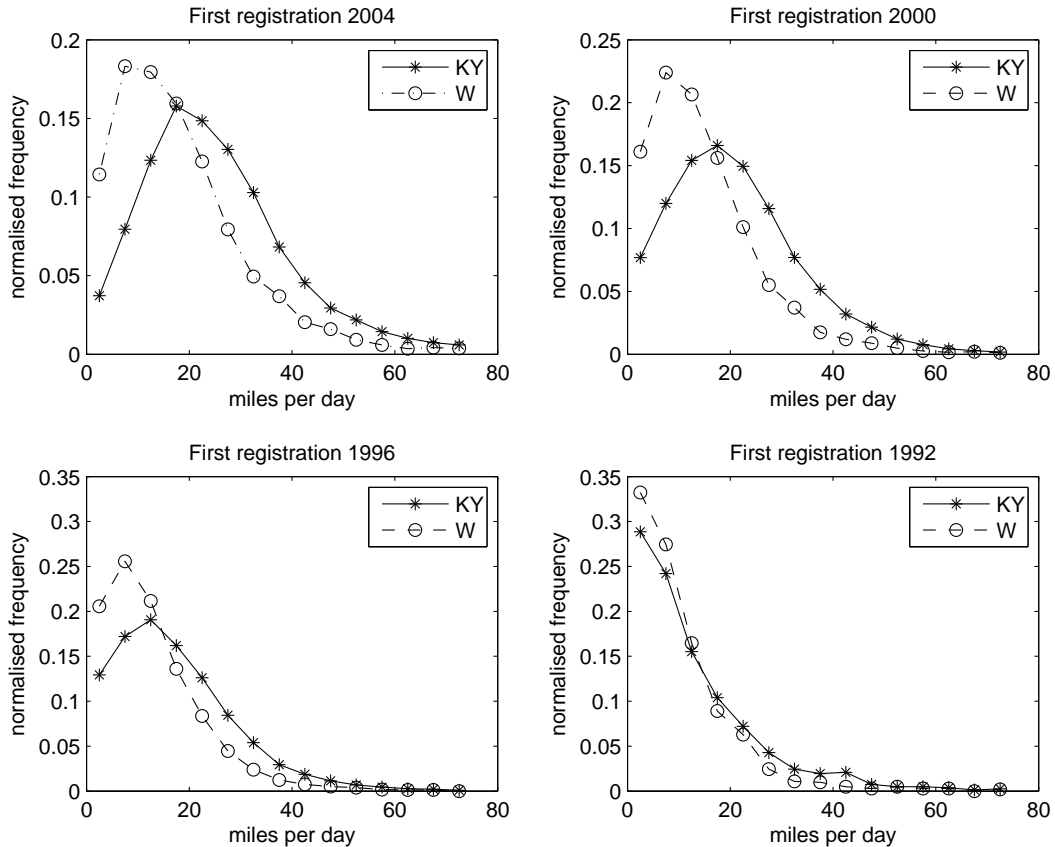 First registration 2004
0.2
0.15
0.1
0.05
0
normalised frequency
0 20 40 60 80
miles per day
KY
W
First registration 2000
0.25
0.2
0.15
0.1
0.05
0
normalised frequency
0 20 40 60 80
miles per day
KY
W
First registration 1996
0.35
0.3
0.25
0.2
0.15
0.1
0.05
0
normalised frequency
0 20 40 60 80
miles per day
KY
W
First registration 1992
0.35
0.3
0.25
0.2
0.15
0.1
0.05
0
normalised frequency
0 20 40 60 80
miles per day
KY
W